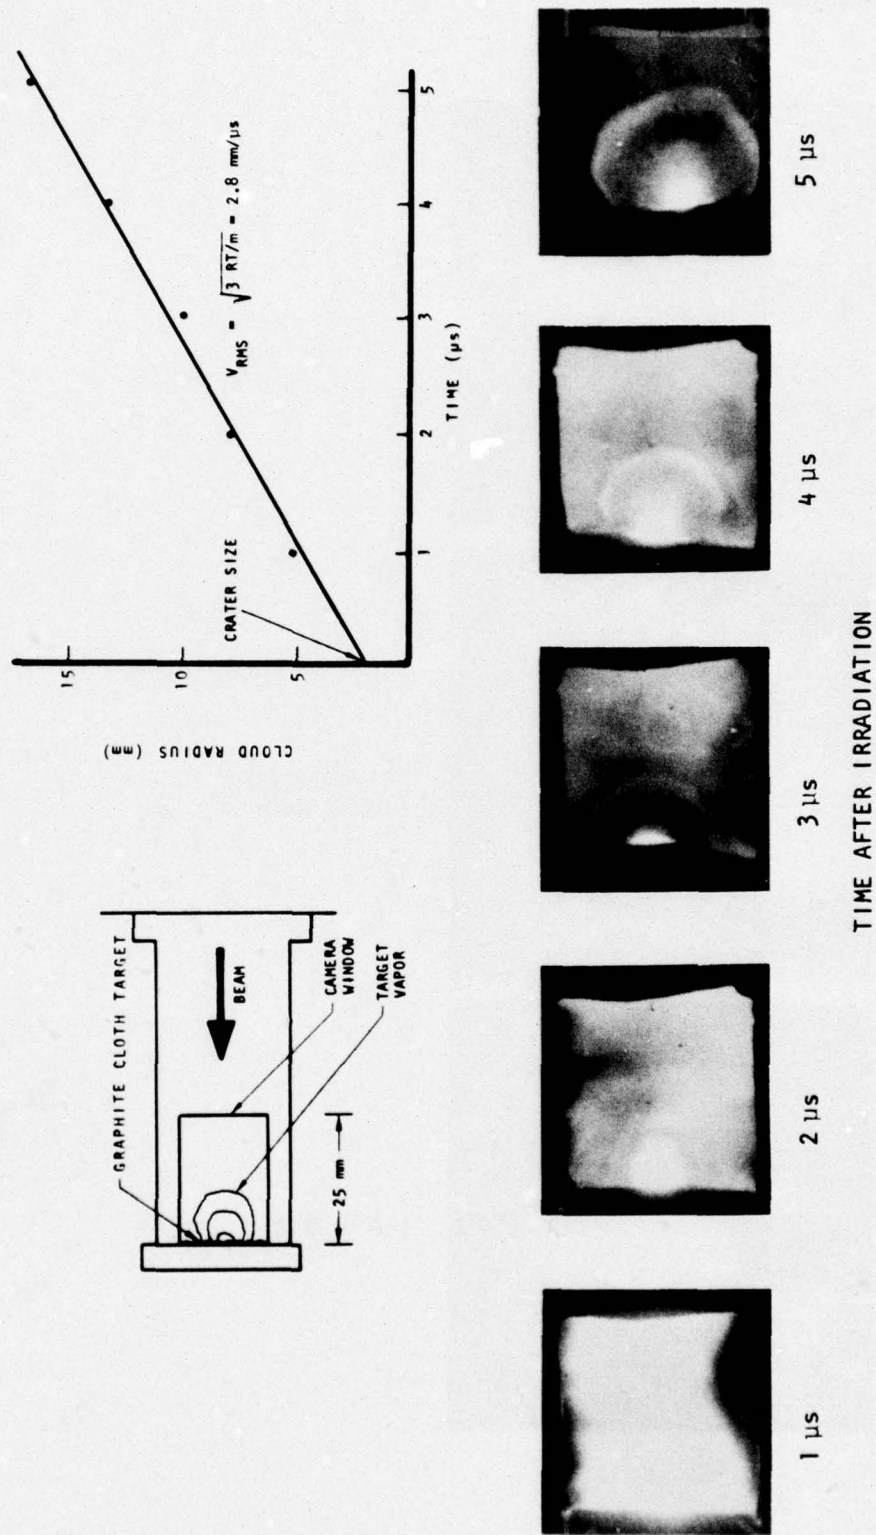 GRAPHITE CLOTH TARGET
BEAM
CAMERA
WINDOW
TARGET
VAPOR
25 mm
CLOUD RADIUS (mm)
15
10
5
CRATER SIZE
V_RMS = √3 RT/m = 2.8 mm/µs
1
2
3
4
5
TIME (µs)
1 µs
2 µs
3 µs
4 µs
5 µs
TIME AFTER IRRADIATION